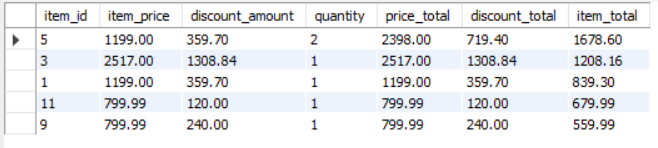 item_id item_price discount_amount quantity price_total discount_total item_total
5 1199.00 359.70 2 2398.00 719.40 1678.60
3 2517.00 1308.84 1 2517.00 1308.84 1208.16
1 1199.00 359.70 1 1199.00 359.70 839.30
11 799.99 120.00 1 799.99 120.00 679.99
9 799.99 240.00 1 799.99 240.00 559.99